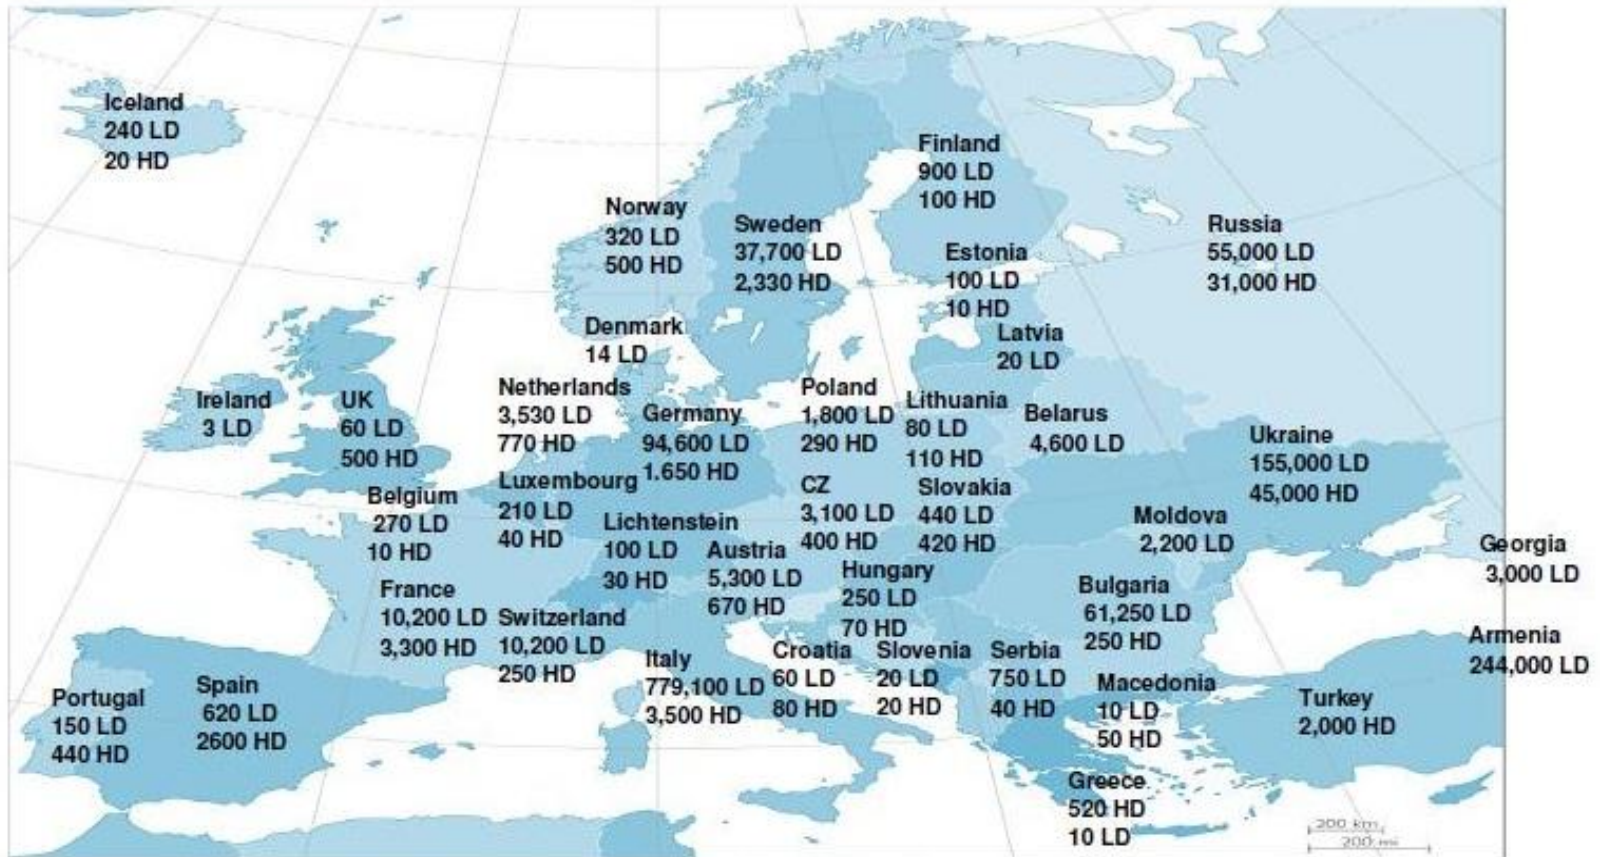 Iceland
240 LD
20 HD
Finland
900 LD
100 HD
Norway
320 LD
500 HD
Sweden
37,700 LD
2,330 HD
Russia
55,000 LD
31,000 HD
Estonia
100 LD
10 HD
Denmark
14 LD
Latvia
20 LD
Ireland
3 LD
UK
60 LD
500 HD
Netherlands
3,530 LD
770 HD
Germany
94,600 LD
1.650 HD
Poland
1,800 LD
290 HD
Lithuania
80 LD
110 HD
Belarus
4,600 LD
Ukraine
155,000 LD
45,000 HD
Belgium
270 LD
10 HD
Luxembourg
210 LD
40 HD
Lichtenstein
100 LD
30 HD
CZ
3,100 LD
400 HD
Slovakia
440 LD
420 HD
Moldova
2,200 LD
Georgia
3,000 LD
Austria
5,300 LD
670 HD
Hungary
250 LD
70 HD
Bulgaria
61,250 LD
250 HD
France
10,200 LD
3,300 HD
Switzerland
10,200 LD
250 HD
Italy
779,100 LD
3,500 HD
Croatia
60 LD
80 HD
Slovenia
20 LD
20 HD
Serbia
750 LD
40 HD
Armenia
244,000 LD
Portugal
150 LD
440 HD
Spain
620 LD
2600 HD
Macedonia
10 LD
50 HD
Turkey
2,000 HD
Greece
520 HD
10 LD
200 km
200 mi